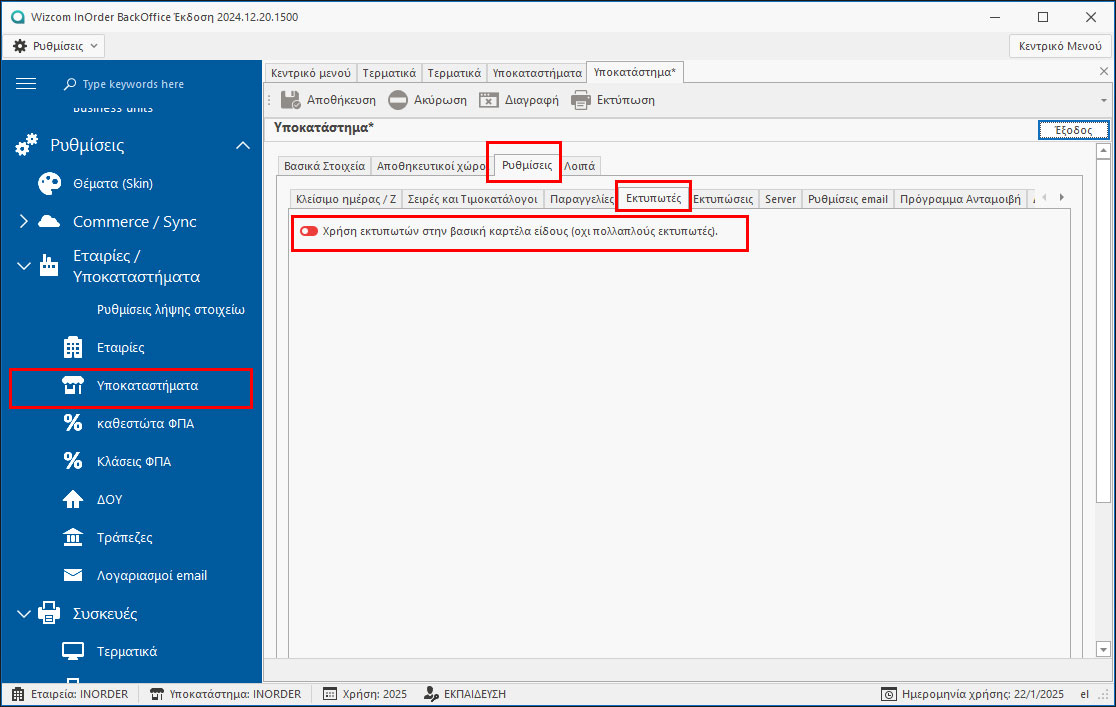 Wizcom InOrder BackOffice Έκδοση 2024.12.20.1500
Ρυθμίσεις
Κεντρικό Μενού
Type keywords here
Business units
Ρυθμίσεις
Θέματα (Skin)
Commerce / Sync
Εταιρίες /
Υποκαταστήματα
Ρυθμίσεις λήψης στοιχείω
Εταιρίες
Υποκαταστήματα
καθεστώτα ΦΠΑ
Κλάσεις ΦΠΑ
ΔΟΥ
Τράπεζες
Λογαριασμοί email
Συσκευές
Τερματικά
Κεντρικό μενού Τερματικά Τερματικά Υποκαταστήματα Υποκατάστημα*
Αποθήκευση Ακύρωση Διαγραφή Εκτύπωση
Υποκατάστημα*
Έξοδος
Βασικά Στοιχεία Αποθηκευτικοί χώρο Ρυθμίσεις Λοιπά
Κλείσιμο ημέρας / Ζ Σειρές και Τιμοκατάλογοι Παραγγελίες Εκτυπωτές Εκτυπώσεις Server Ρυθμίσεις email Πρόγραμμα Ανταμοιβή
Χρήση εκτυπωτών στην βασική καρτέλα είδους (οχι πολλαπλούς εκτυπωτές).
Εταιρεία: INORDER Υποκατάστημα: INORDER Χρήση: 2025 ΕΚΠΑΙΔΕΥΣΗ Ημερομηνία χρήσης: 22/1/2025 el